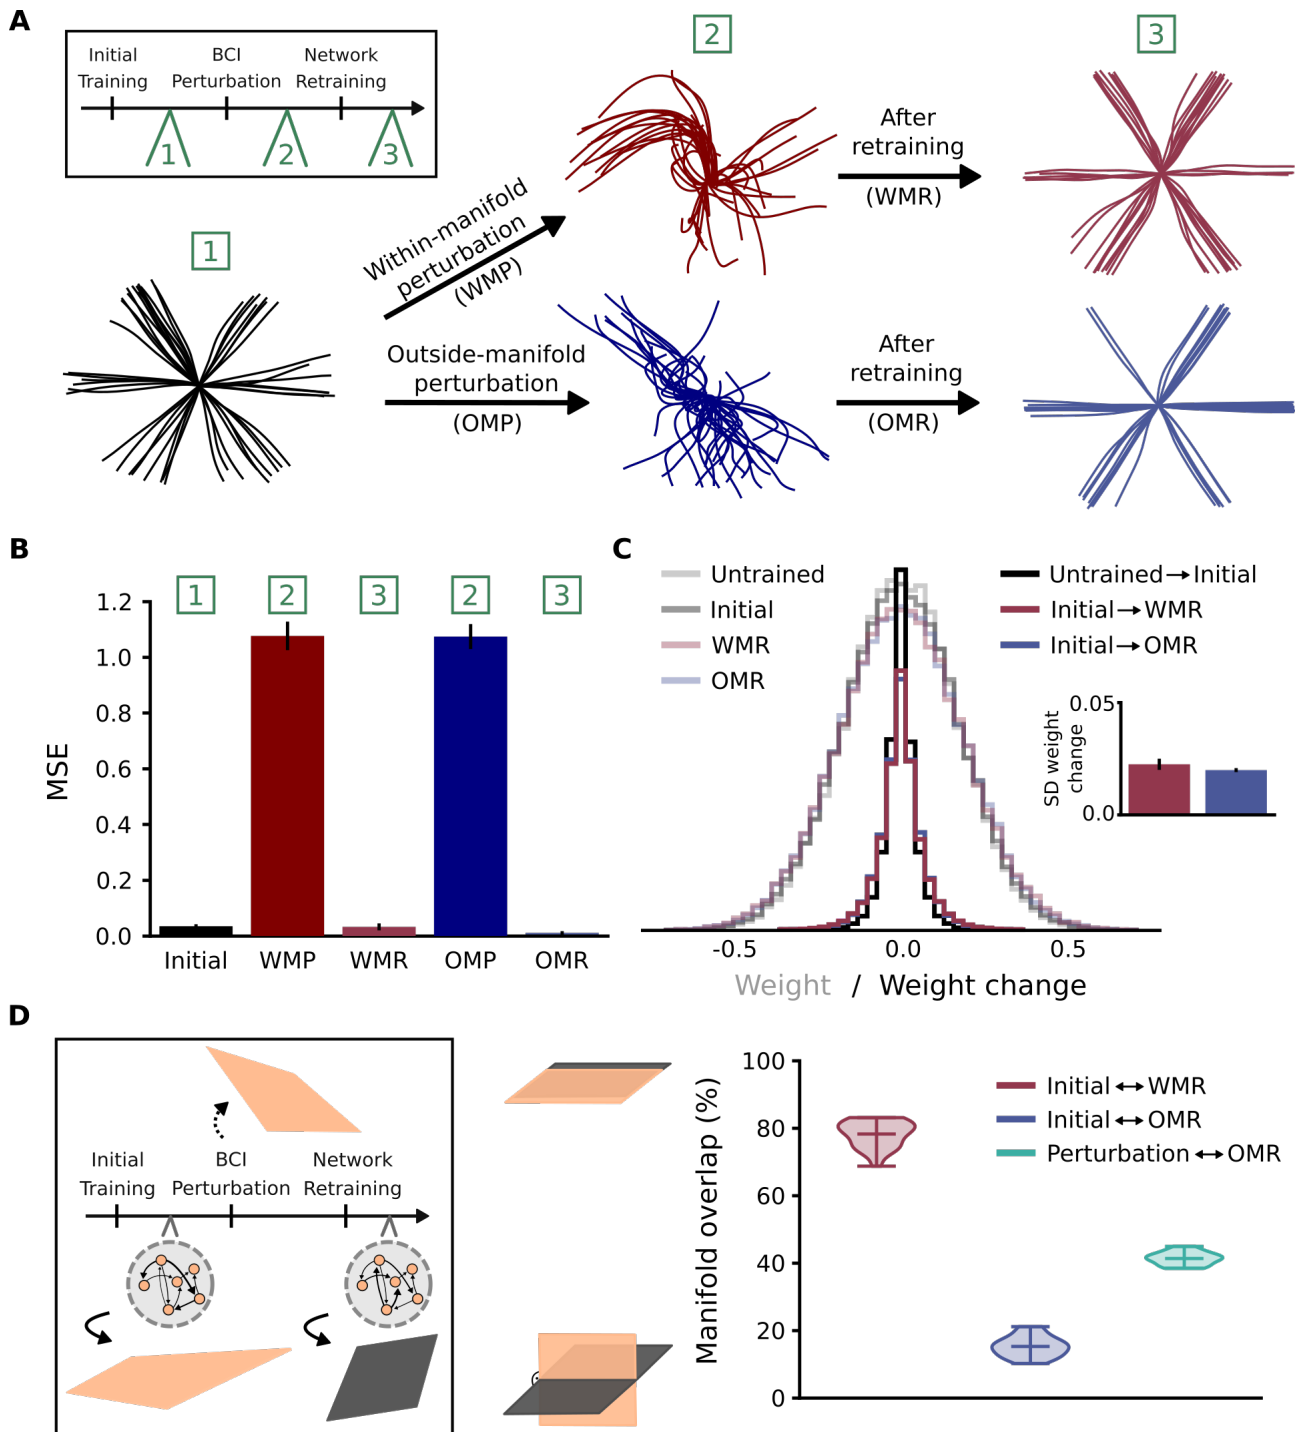 A
Initial
Training
BCI
Perturbation
Network
Retraining
1
2
3
1
Within-manifold
perturbation
(WMP)
Outside-manifold
perturbation
(OMP)
2
After
retraining
(WMR)
After
retraining
(OMR)
3
B
1
2
3
2
3
MSE
1.2
1.0
0.8
0.6
0.4
0.2
0.0
Initial
WMP
WMR
OMP
OMR
C
Untrained
Initial
WMR
OMR
Untrained→Initial
Initial→WMR
Initial→OMR
SD weight
change
0.05
0.0
-0.5
0.0
0.5
Weight / Weight change
D
Initial
Training
BCI
Perturbation
Network
Retraining
Manifold overlap (%)
100
80
60
40
20
0
Initial↔WMR
Initial↔OMR
Perturbation↔OMR